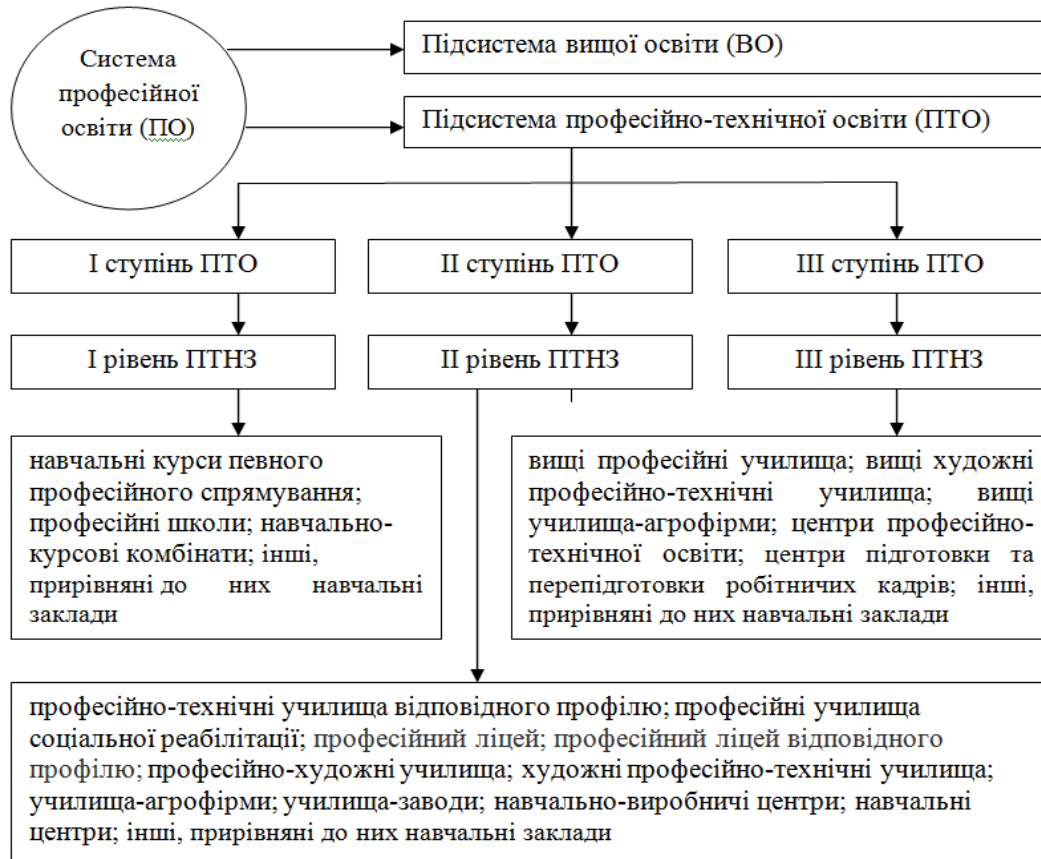 Система
професійної
освіти (ПО)
Підсистема вищої освіти (ВО)
Підсистема професійно-технічної освіти (ПТО)
І ступінь ПТО
ІІ ступінь ПТО
ІІІ ступінь ПТО
І рівень ПТНЗ
ІІ рівень ПТНЗ
ІІІ рівень ПТНЗ
навчальні курси певного
професійного спрямування;
професійні школи; навчально-
курсові комбінати; інші,
прирівняні до них навчальні
заклади
вищі професійні училища; вищі художні
професійно-технічні училища; вищі
училища-агрофірми; центри професійно-
технічної освіти; центри підготовки та
перепідготовки робітничих кадрів; інші,
прирівняні до них навчальні заклади
професійно-технічні училища відповідного профілю; професійні училища
соціальної реабілітації; професійний ліцей; професійний ліцей відповідного
профілю; професійно-художні училища; художні професійно-технічні училища;
училища-агрофірми; училища-заводи; навчально-виробничі центри; навчальні
центри; інші, прирівняні до них навчальні заклади